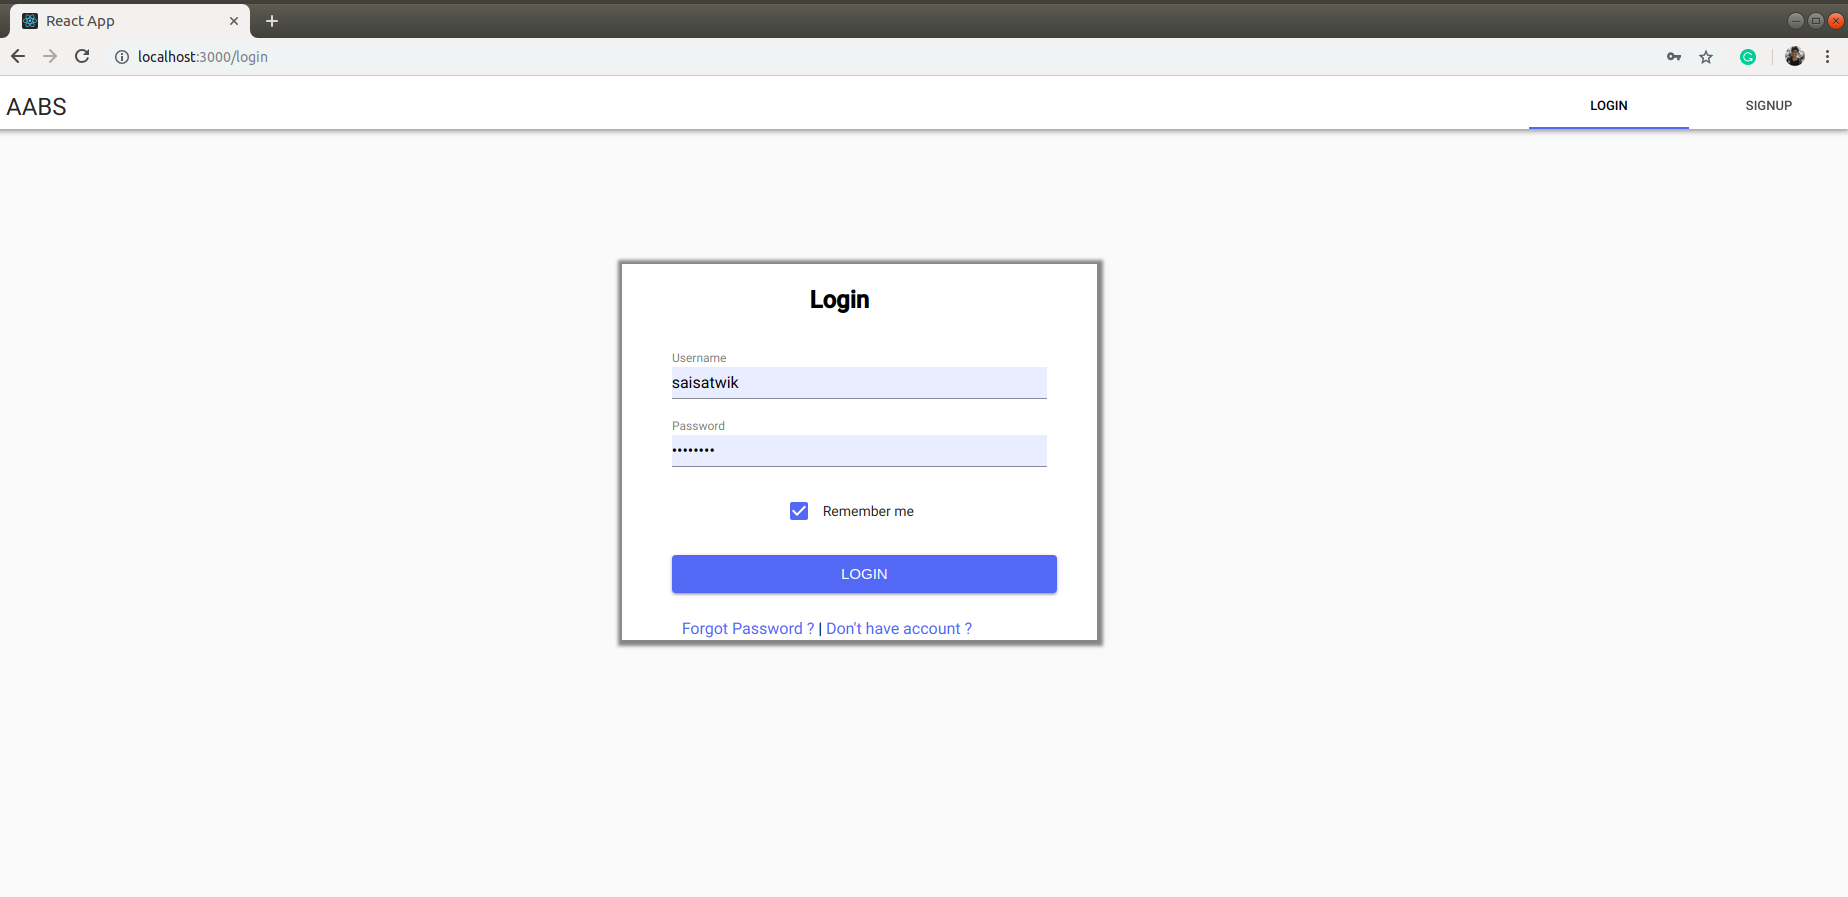 React App
localhost:3000/login
AABS
LOGIN
SIGNUP
Login
Username
saisatwik
Password
••••••••
Remember me
LOGIN
Forgot Password ? | Don't have account ?